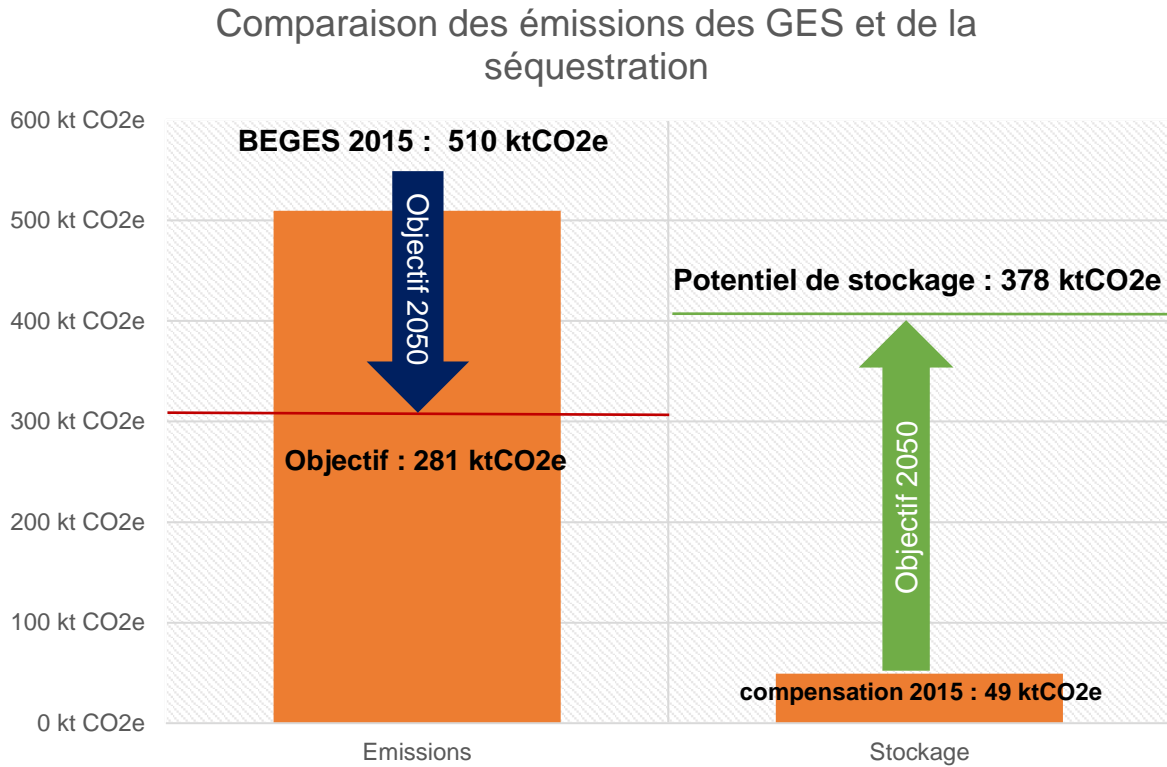 Comparaison des émissions des GES et de la
séquestration
600 kt CO2e
500 kt CO2e
400 kt CO2e
300 kt CO2e
200 kt CO2e
100 kt CO2e
0 kt CO2e
BEGES 2015 :  510 ktCO2e
Objectif 2050
Objectif : 281 ktCO2e
Potentiel de stockage : 378 ktCO2e
Objectif 2050
compensation 2015 : 49 ktCO2e
Emissions
Stockage